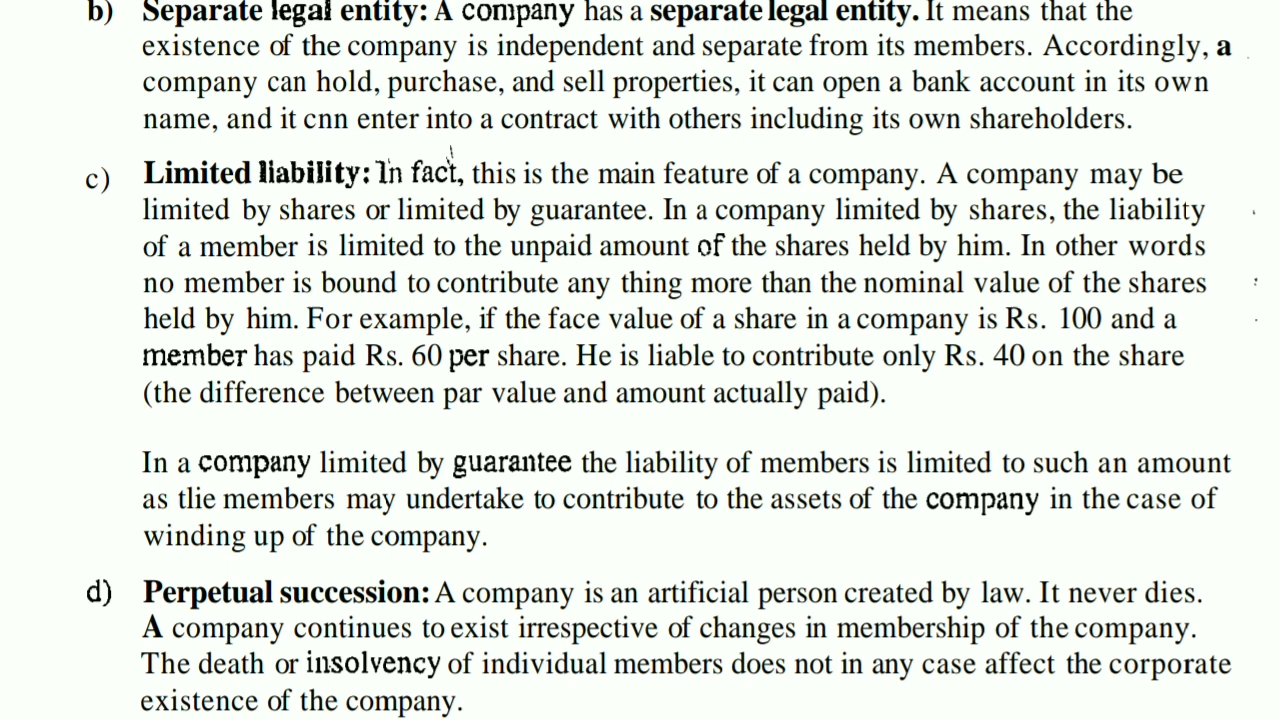 b) Separate legal entity: A company has a separate legal entity. It means that the
existence of the company is independent and separate from its members. Accordingly, a
company can hold, purchase, and sell properties, it can open a bank account in its own
name, and it cnn enter into a contract with others including its own shareholders.
c) Limited liability: In fact, this is the main feature of a company. A company may be
limited by shares or limited by guarantee. In a company limited by shares, the liability
of a member is limited to the unpaid amount of the shares held by him. In other words
no member is bound to contribute any thing more than the nominal value of the shares
held by him. For example, if the face value of a share in a company is Rs. 100 and a
member has paid Rs. 60 per share. He is liable to contribute only Rs. 40 on the share
(the difference between par value and amount actually paid).
In a company limited by guarantee the liability of members is limited to such an amount
as tlie members may undertake to contribute to the assets of the company in the case of
winding up of the company.
d) Perpetual succession: A company is an artificial person created by law. It never dies.
A company continues to exist irrespective of changes in membership of the company.
The death or insolvency of individual members does not in any case affect the corporate
existence of the company.